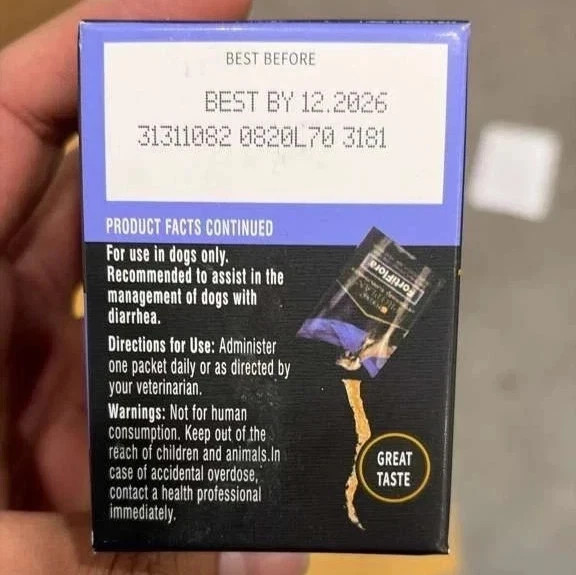 BEST BEFORE
BEST BY 12.2026
31311082 0820L70 3181
PRODUCT FACTS CONTINUED
For use in dogs only.
Recommended to assist in the
management of dogs with
diarrhea.
Directions for Use: Administer
one packet daily or as directed by
your veterinarian.
Warnings: Not for human
consumption. Keep out of the
reach of children and animals.In
case of accidental overdose,
contact a health professional
immediately.
FortiFlora
GREAT
TASTE